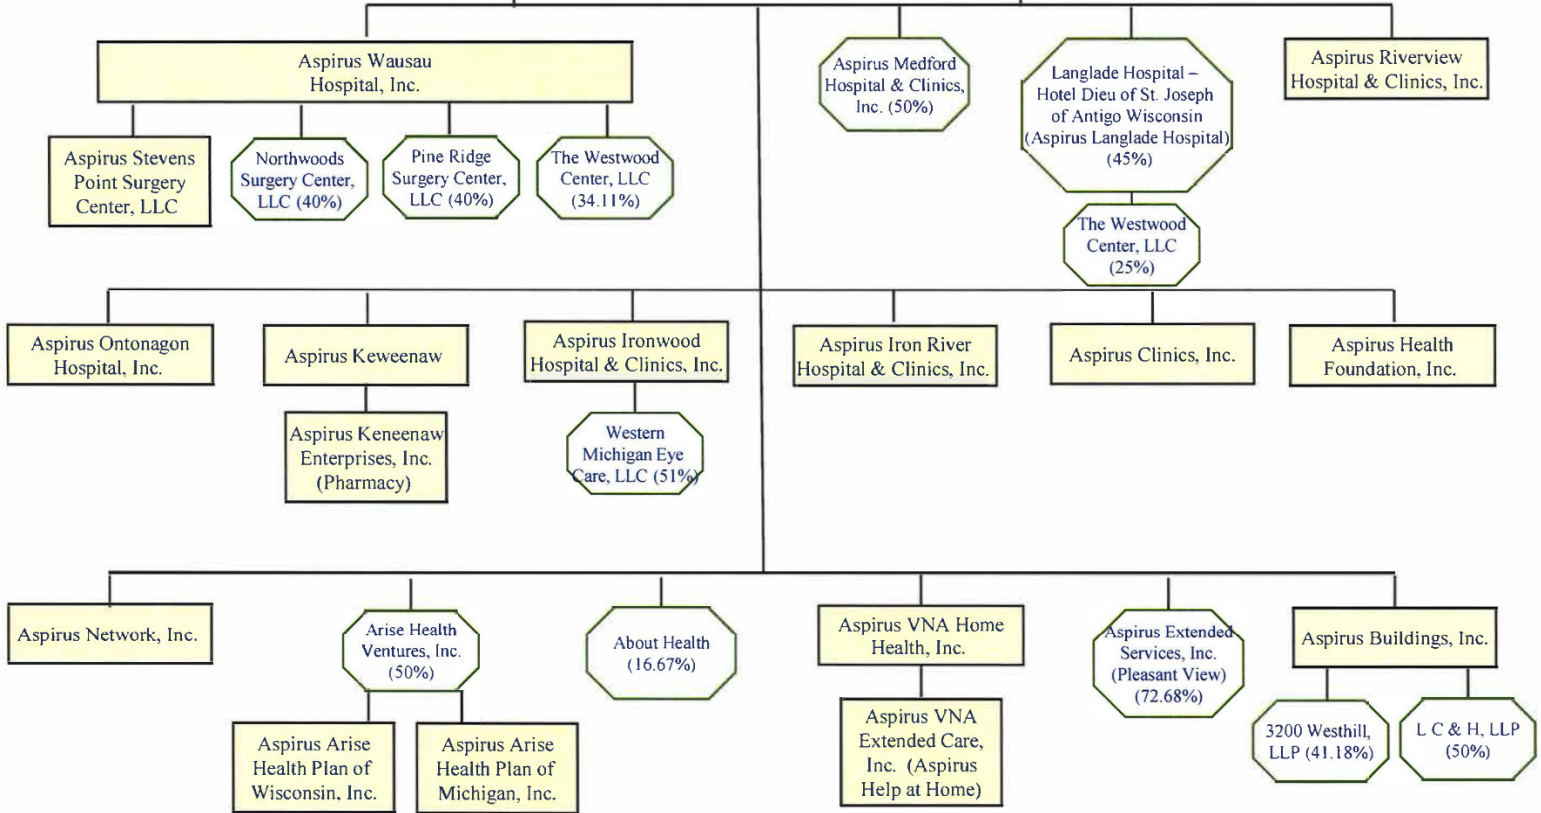 Aspirus Wausau
Hospital, Inc.
Aspirus Medford
Hospital & Clinics,
Inc. (50%)
Langlade Hospital –
Hotel Dieu of St. Joseph
of Antigo Wisconsin
(Aspirus Langlade Hospital)
(45%)
Aspirus Riverview
Hospital & Clinics, Inc.
Aspirus Stevens
Point Surgery
Center, LLC
Northwoods
Surgery Center,
LLC (40%)
Pine Ridge
Surgery Center,
LLC (40%)
The Westwood
Center, LLC
(34.11%)
The Westwood
Center, LLC
(25%)
Aspirus Ontonagon
Hospital, Inc.
Aspirus Keweenaw
Aspirus Ironwood
Hospital & Clinics, Inc.
Aspirus Iron River
Hospital & Clinics, Inc.
Aspirus Clinics, Inc.
Aspirus Health
Foundation, Inc.
Aspirus Keneenaw
Enterprises, Inc.
(Pharmacy)
Western
Michigan Eye
Care, LLC (51%)
Aspirus Network, Inc.
Arise Health
Ventures, Inc.
(50%)
About Health
(16.67%)
Aspirus VNA Home
Health, Inc.
Aspirus Extended
Services, Inc.
(Pleasant View)
(72.68%)
Aspirus Buildings, Inc.
Aspirus Arise
Health Plan of
Wisconsin, Inc.
Aspirus Arise
Health Plan of
Michigan, Inc.
Aspirus VNA
Extended Care,
Inc. (Aspirus
Help at Home)
3200 Westhill,
LLP (41.18%)
L C & H, LLP
(50%)